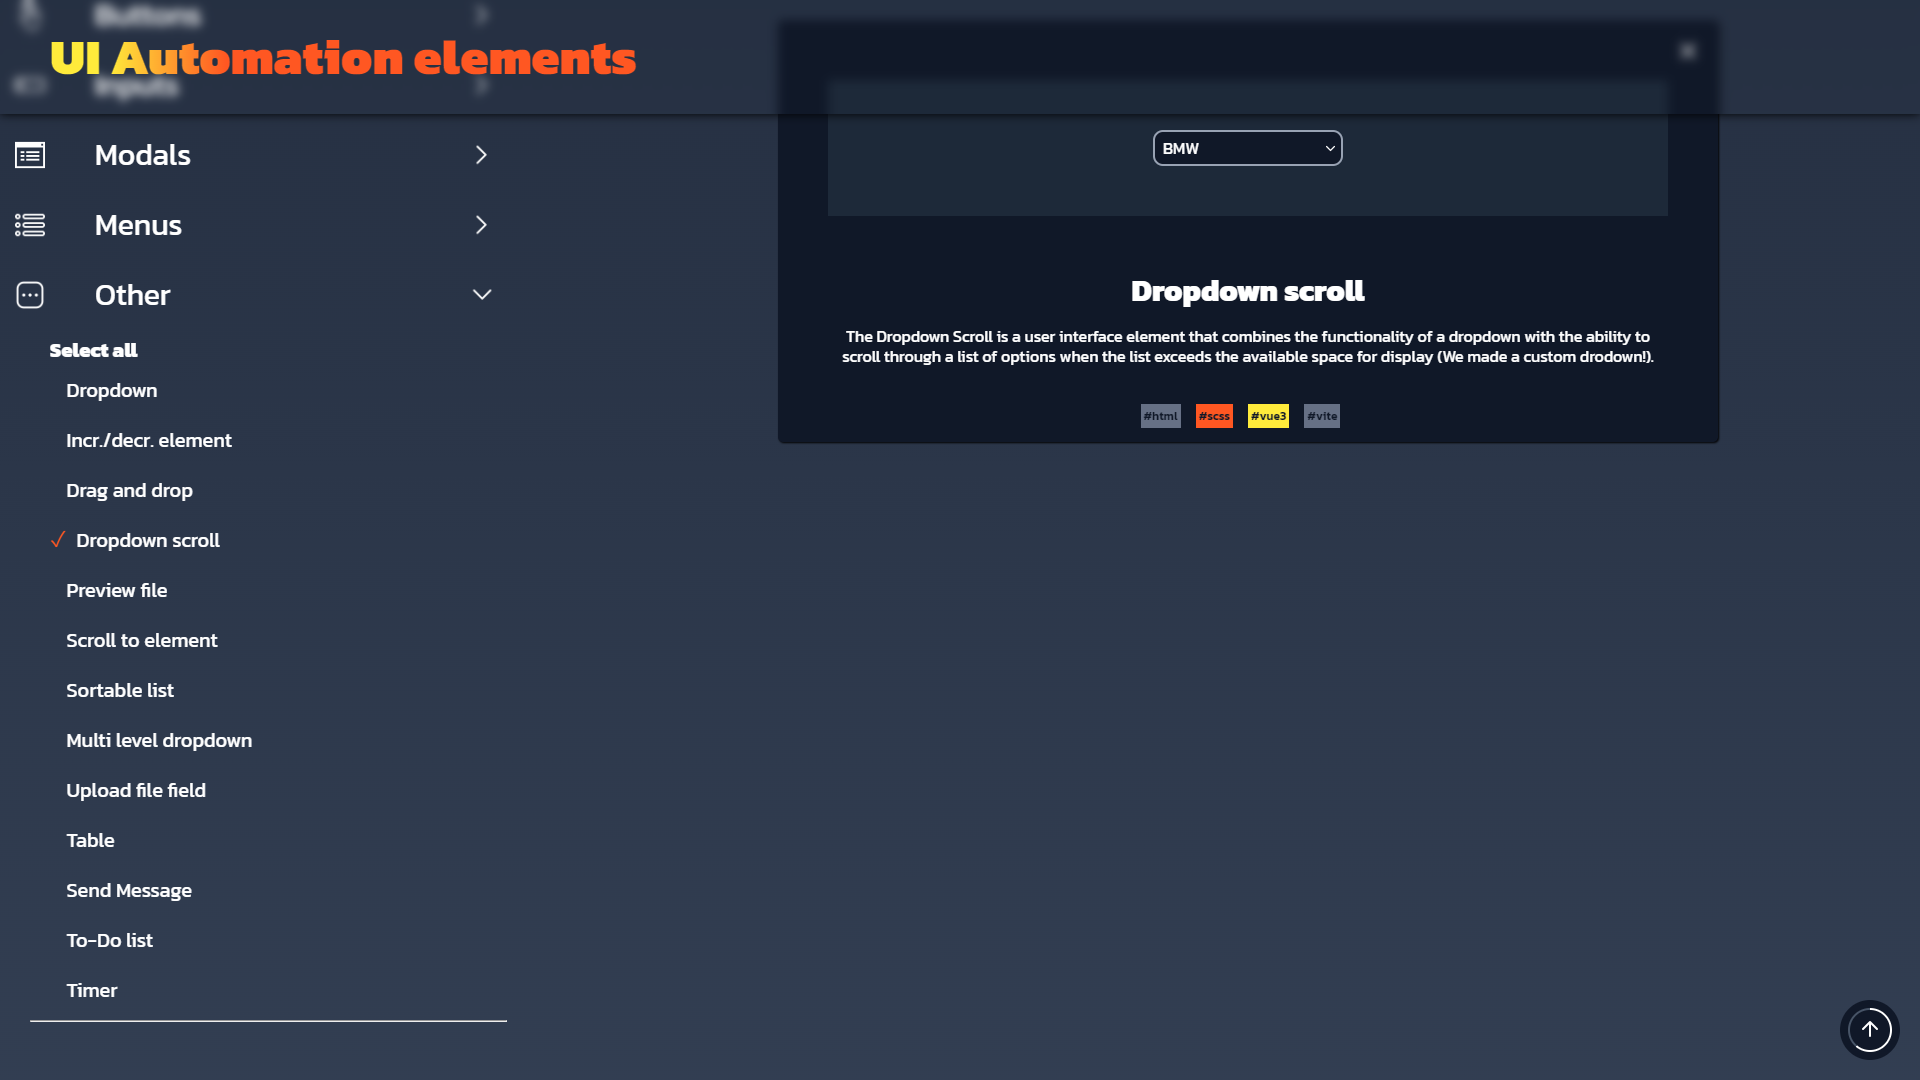 Buttons
UI Automation elements
Inputs
Modals
Menus
Other
Select all
Dropdown
Incr./decr. element
Drag and drop
Dropdown scroll
Preview file
Scroll to element
Sortable list
Multi level dropdown
Upload file field
Table
Send Message
To-Do list
Timer
BMW
Dropdown scroll
The Dropdown Scroll is a user interface element that combines the functionality of a dropdown with the ability to
scroll through a list of options when the list exceeds the available space for display (We made a custom drodown!).
#html #scss #vue3 #vite